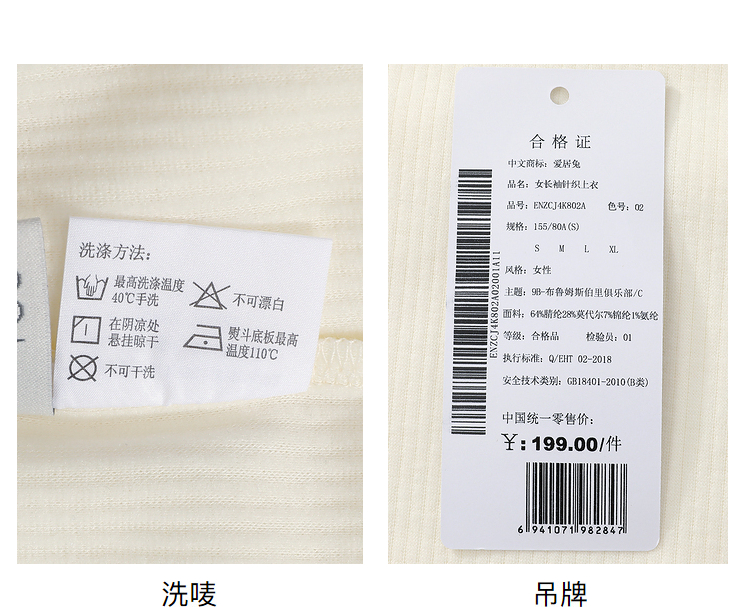 洗涤方法：
最高洗涤温度
40℃手洗
不可漂白
在阴凉处
悬挂晾干
熨斗底板最高
温度110℃
不可干洗
合格证
中文商标：爱居兔
品名：女长袖针织上衣
品号：ENZCJ4K802A 色号：02
规格：155/80A(S)
S M L XL
风格：女性
主题：9B-布鲁姆斯伯里俱乐部/C
面料：64%腈纶28%莫代尔7%锦纶1%氨纶
等级：合格品 检验员：01
执行标准：Q/EHT 02-2018
安全技术类别：GB18401-2010(B类)
中国统一零售价：
¥:199.00/件
6 941071 982847
ENZCJ4K802A02001A11
洗唛
吊牌